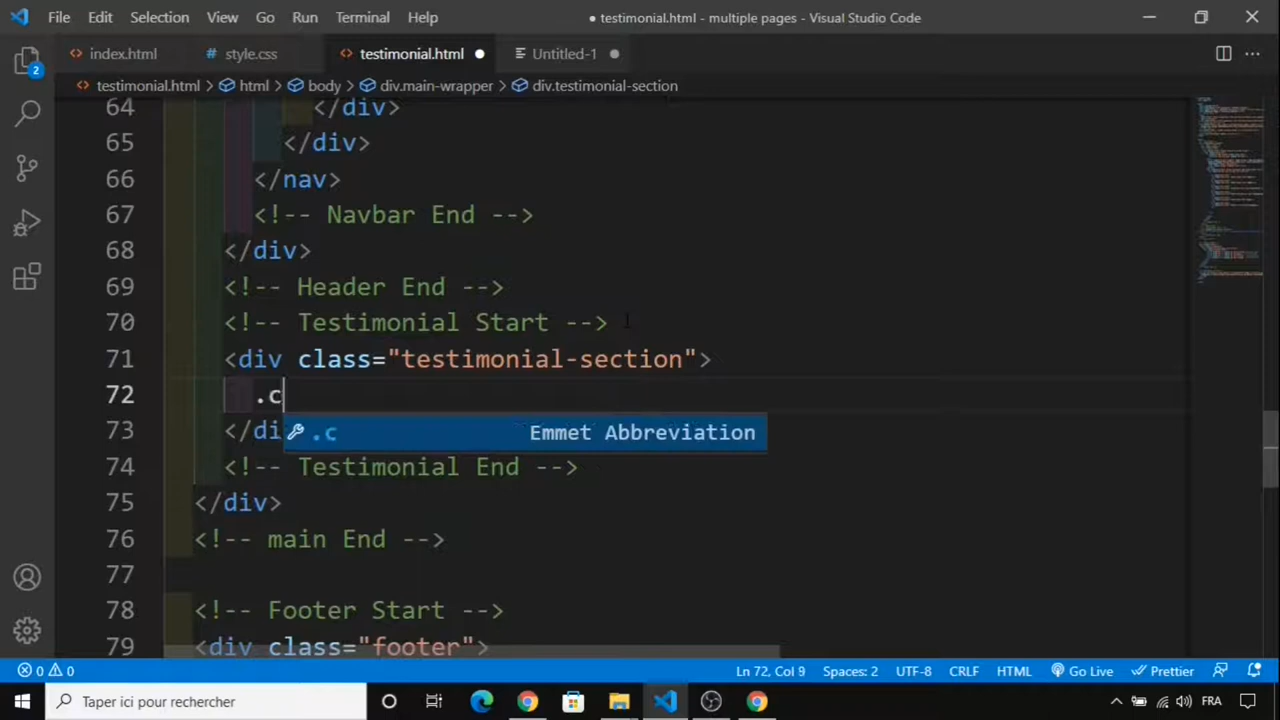 File Edit Selection View Go Run Terminal Help ● testimonial.html - multiple pages - Visual Studio Code
index.html # style.css testimonial.html ● Untitled-1 ●
testimonial.html > html > body > div.main-wrapper > div.testimonial-section
2
64 </div>
65 </div>
66 </nav>
67 <!-- Navbar End -->
68 </div>
69 <!-- Header End -->
70 <!-- Testimonial Start -->
71 <div class="testimonial-section">
72 .c
.c Emmet Abbreviation
73 </di
74 <!-- Testimonial End -->
75 </div>
76 <!-- main End -->
77
78 <!-- Footer Start -->
79 <div class="footer">
0 0 Ln 72, Col 9 Spaces: 2 UTF-8 CRLF HTML Go Live Prettier
Taper ici pour rechercher FRA